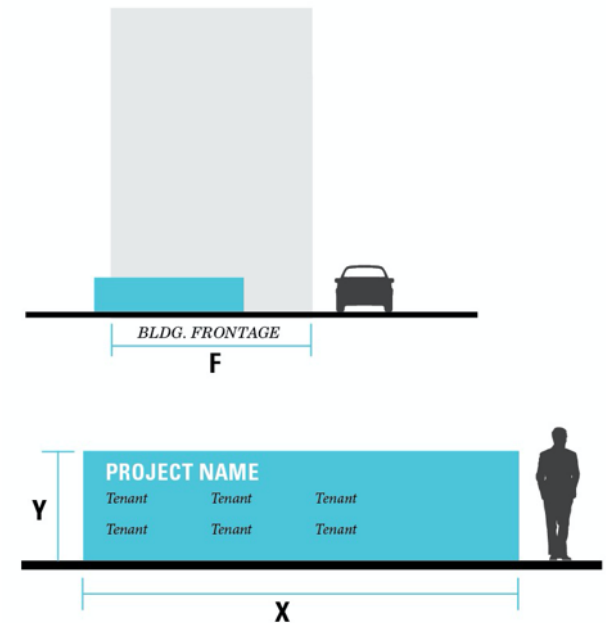 BLDG. FRONTAGE
F
PROJECT NAME
Tenant Tenant Tenant
Y
Tenant Tenant Tenant
X